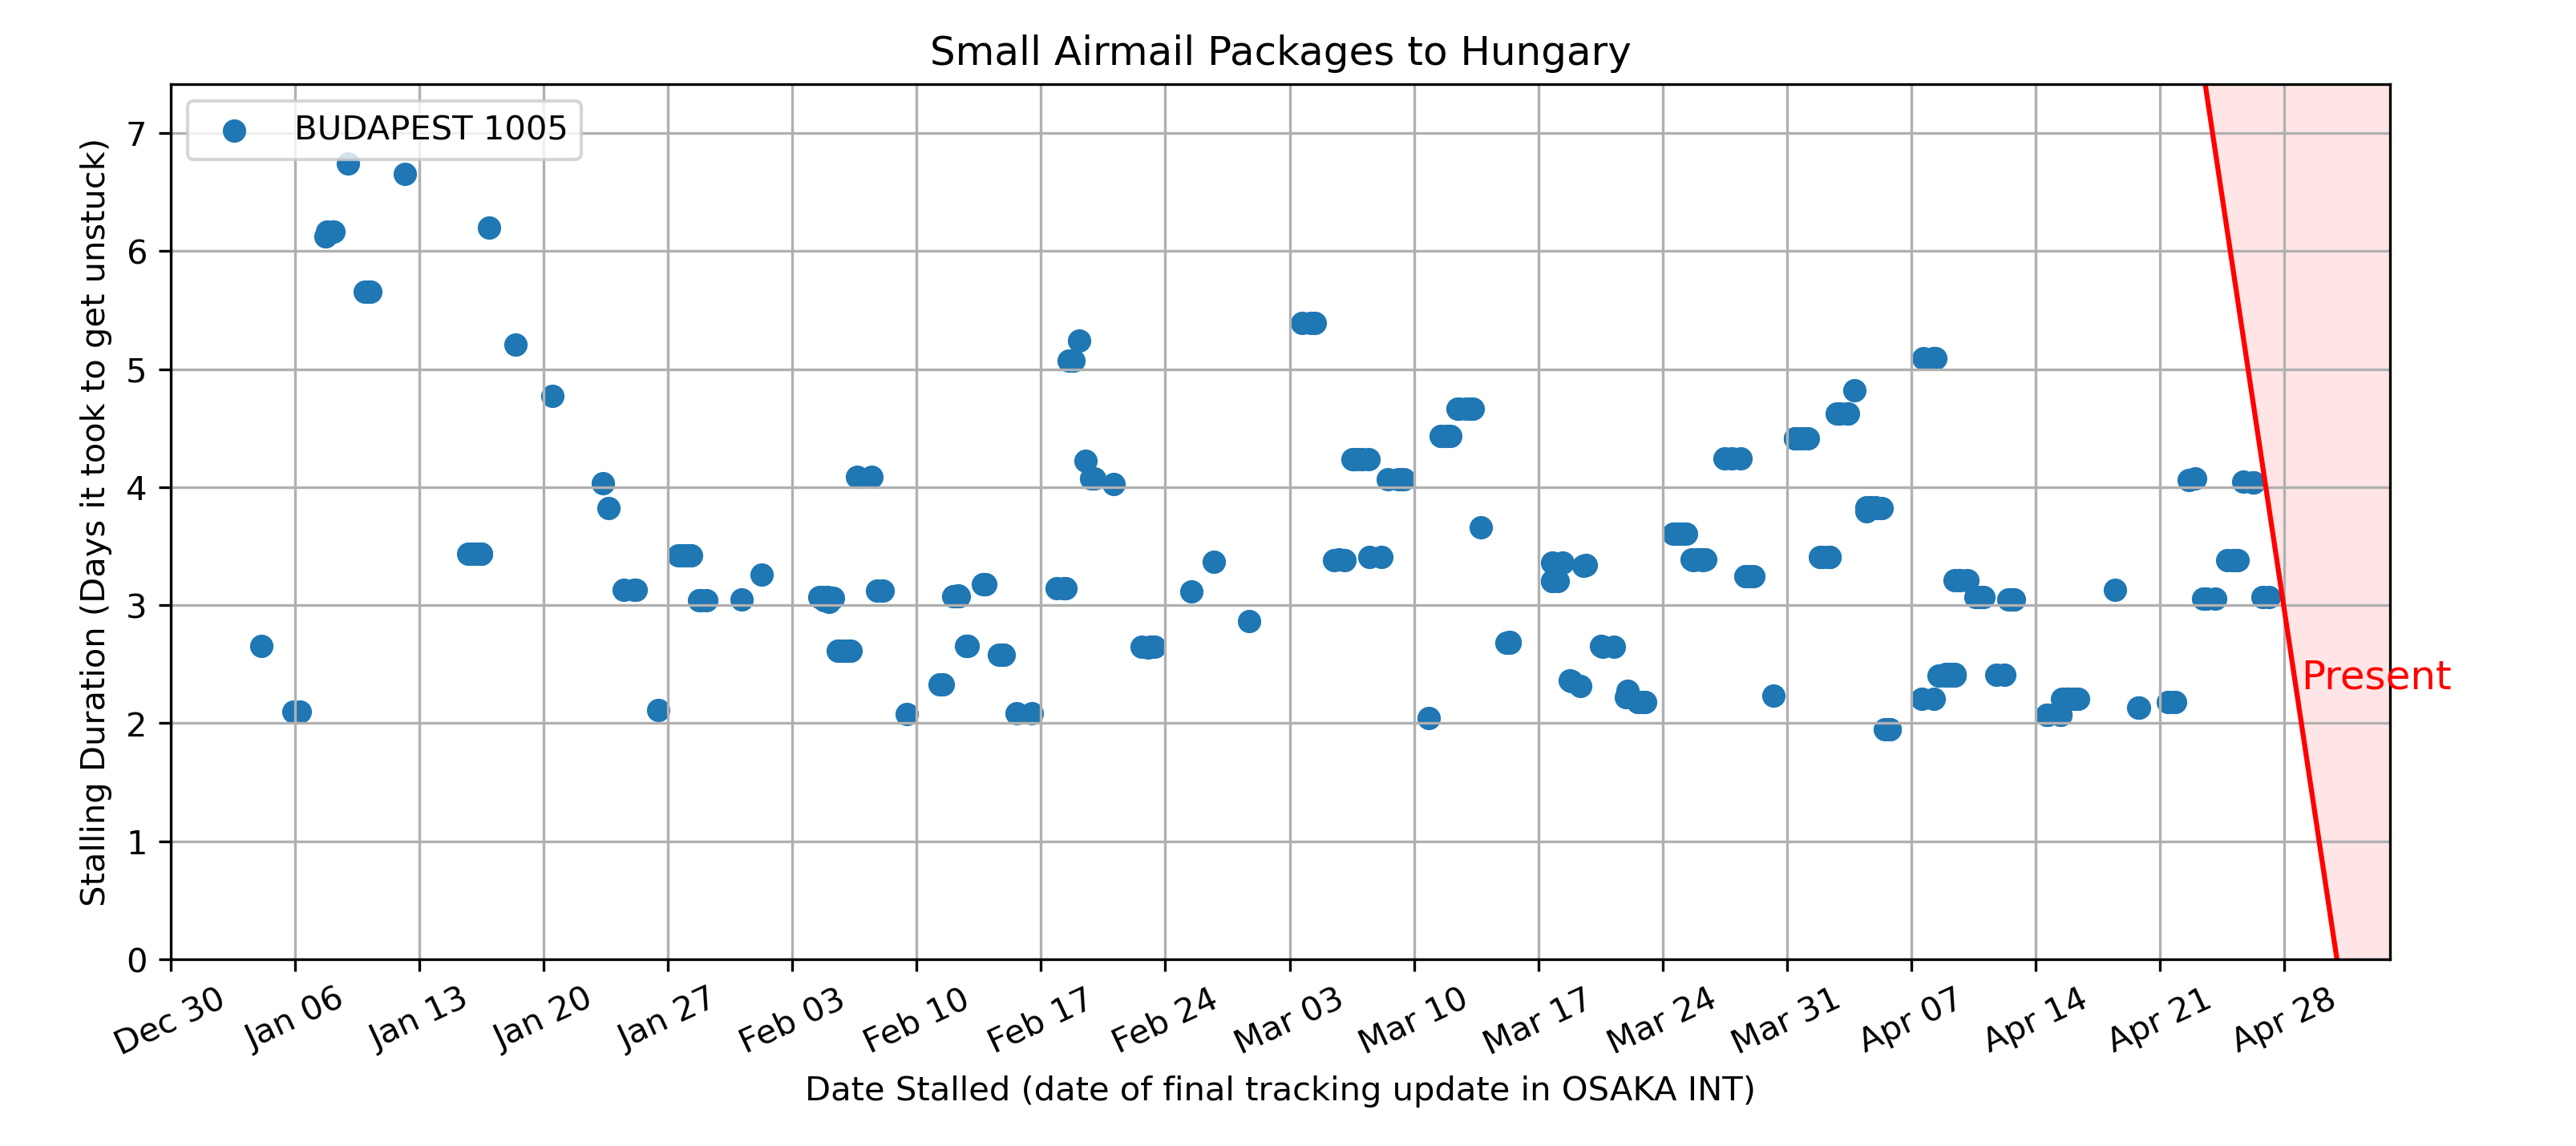 Small Airmail Packages to Hungary
BUDAPEST 1005
Stalling Duration (Days it took to get unstuck)
7
6
5
4
3
2
1
0
Present
Dec 30
Jan 06
Jan 13
Jan 20
Jan 27
Feb 03
Feb 10
Feb 17
Feb 24
Mar 03
Mar 10
Mar 17
Mar 24
Mar 31
Apr 07
Apr 14
Apr 21
Apr 28
Date Stalled (date of final tracking update in OSAKA INT)